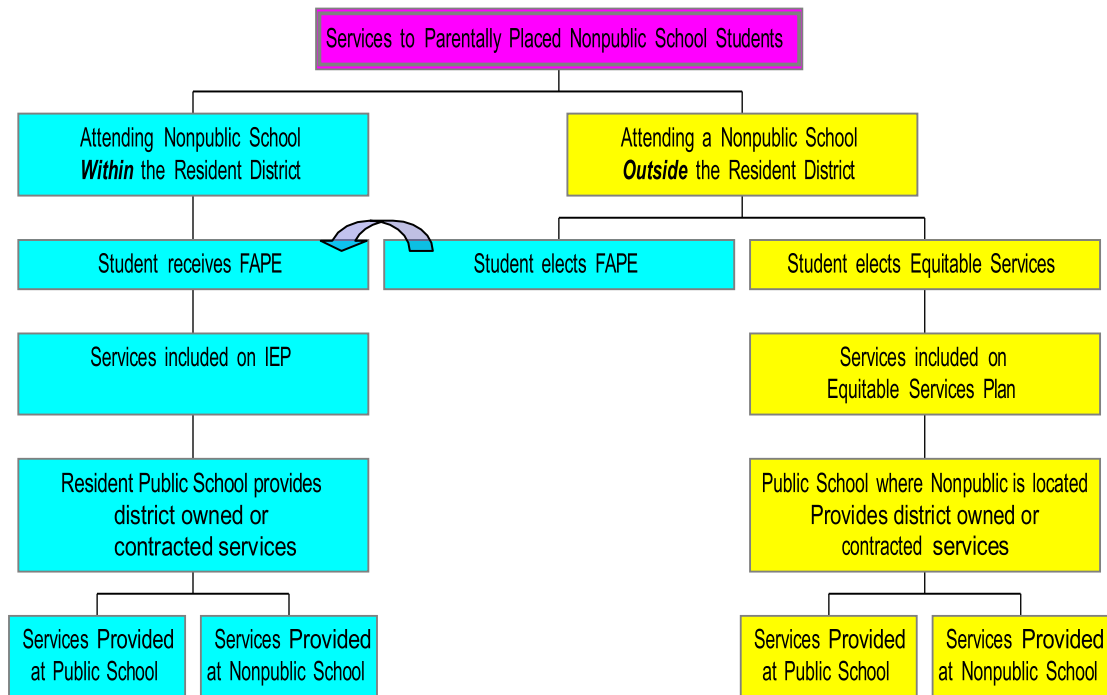 Services to Parentally Placed Nonpublic School Students
Attending Nonpublic School
Within the Resident District
Attending a Nonpublic School
Outside the Resident District
Student receives FAPE
Student elects FAPE
Student elects Equitable Services
Services included on IEP
Services included on
Equitable Services Plan
Resident Public School provides
district owned or
contracted services
Public School where Nonpublic is located
Provides district owned or
contracted services
Services Provided
at Public School
Services Provided
at Nonpublic School
Services Provided
at Public School
Services Provided
at Nonpublic School